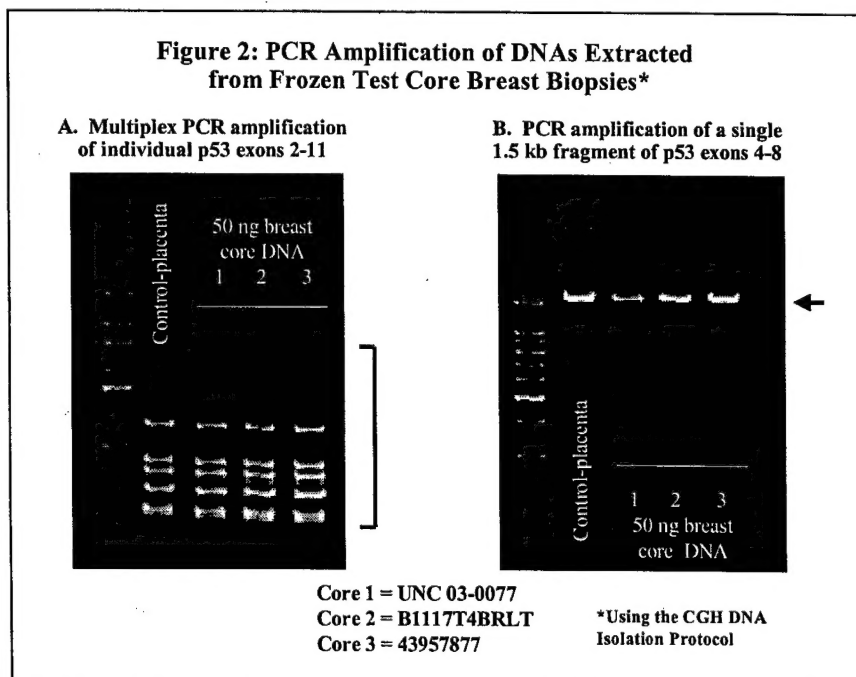 Figure 2: PCR Amplification of DNAs Extracted
from Frozen Test Core Breast Biopsies*
A. Multiplex PCR amplification
of individual p53 exons 2-11
Control-placenta
50 ng breast
core DNA
1 2 3
B. PCR amplification of a single
1.5 kb fragment of p53 exons 4-8
Control-placenta
1 2 3
50 ng breast
core DNA
Core 1 = UNC 03-0077
Core 2 = B1117T4BRLT
Core 3 = 43957877
*Using the CGH DNA
Isolation Protocol